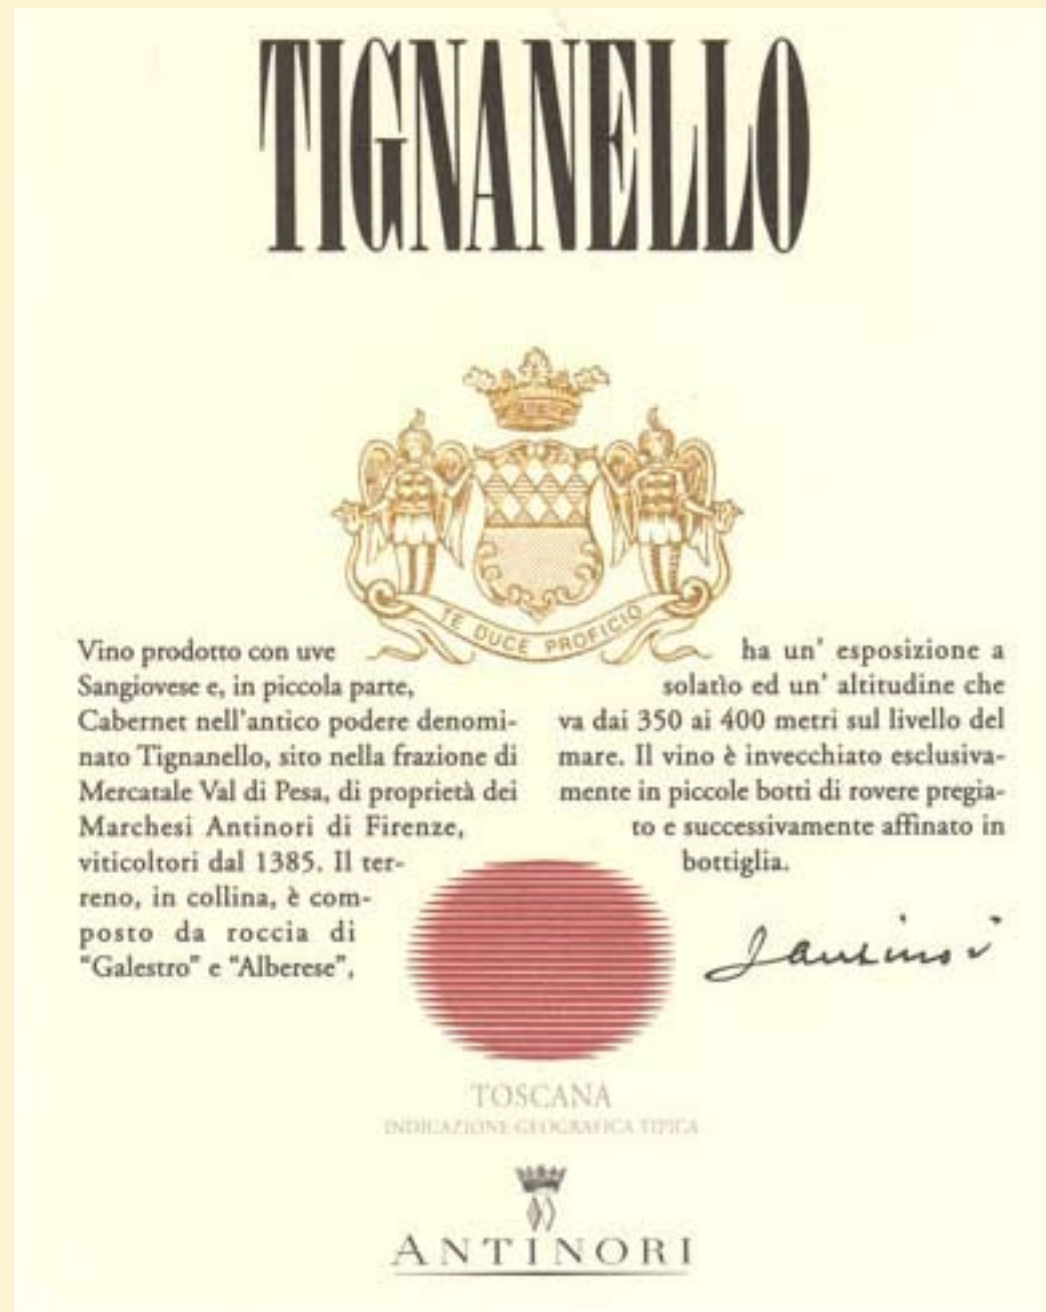 TIGNANELLO
TE DUCE PROFICIO
Vino prodotto con uve
Sangiovese e, in piccola parte,
Cabernet nell'antico podere denomi-
nato Tignanello, sito nella frazione di
Mercatale Val di Pesa, di proprietà dei
Marchesi Antinori di Firenze,
viticoltori dal 1385. Il ter-
reno, in collina, è com-
posto da roccia di
"Galestro" e "Alberese",
ha un' esposizione a
solatìo ed un' altitudine che
va dai 350 ai 400 metri sul livello del
mare. Il vino è invecchiato esclusiva-
mente in piccole botti di rovere pregia-
to e successivamente affinato in
bottiglia.
Jantinori
TOSCANA
INDICAZIONE GEOGRAFICA TIPICA
ANTINORI